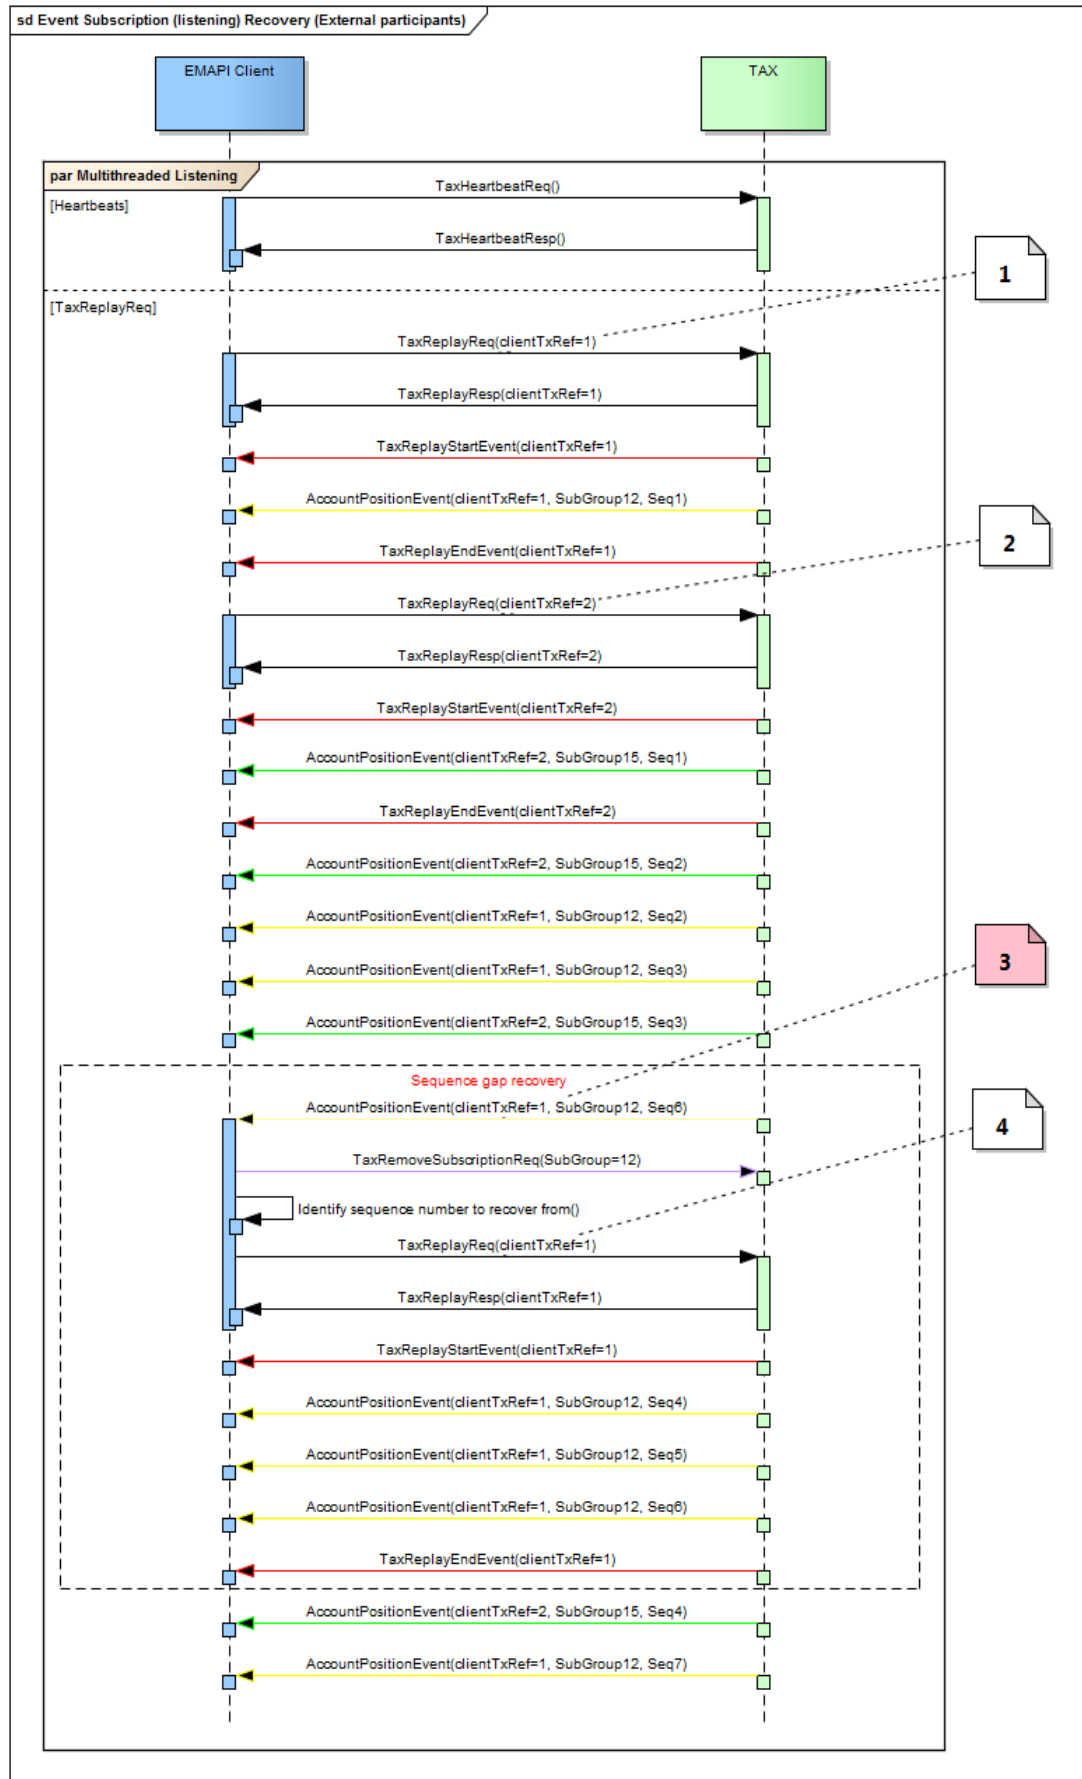 sd Event Subscription (listening) Recovery (External participants)
EMAPI Client
TAX
par Multithreaded Listening
[Heartbeats]
TaxHeartbeatReq()
TaxHeartbeatResp()
1
[TaxReplayReq]
TaxReplayReq(clientTxRef=1)
TaxReplayResp(clientTxRef=1)
TaxReplayStartEvent(clientTxRef=1)
AccountPositionEvent(clientTxRef=1, SubGroup12, Seq1)
2
TaxReplayEndEvent(clientTxRef=1)
TaxReplayReq(clientTxRef=2)
TaxReplayResp(clientTxRef=2)
TaxReplayStartEvent(clientTxRef=2)
AccountPositionEvent(clientTxRef=2, SubGroup15, Seq1)
TaxReplayEndEvent(clientTxRef=2)
AccountPositionEvent(clientTxRef=2, SubGroup15, Seq2)
AccountPositionEvent(clientTxRef=1, SubGroup12, Seq2)
3
AccountPositionEvent(clientTxRef=1, SubGroup12, Seq3)
AccountPositionEvent(clientTxRef=2, SubGroup15, Seq3)
Sequence gap recovery
AccountPositionEvent(clientTxRef=1, SubGroup12, Seq6)
4
TaxRemoveSubscriptionReq(SubGroup=12)
Identify sequence number to recover from()
TaxReplayReq(clientTxRef=1)
TaxReplayResp(clientTxRef=1)
TaxReplayStartEvent(clientTxRef=1)
AccountPositionEvent(clientTxRef=1, SubGroup12, Seq4)
AccountPositionEvent(clientTxRef=1, SubGroup12, Seq5)
AccountPositionEvent(clientTxRef=1, SubGroup12, Seq6)
TaxReplayEndEvent(clientTxRef=1)
AccountPositionEvent(clientTxRef=2, SubGroup15, Seq4)
AccountPositionEvent(clientTxRef=1, SubGroup12, Seq7)